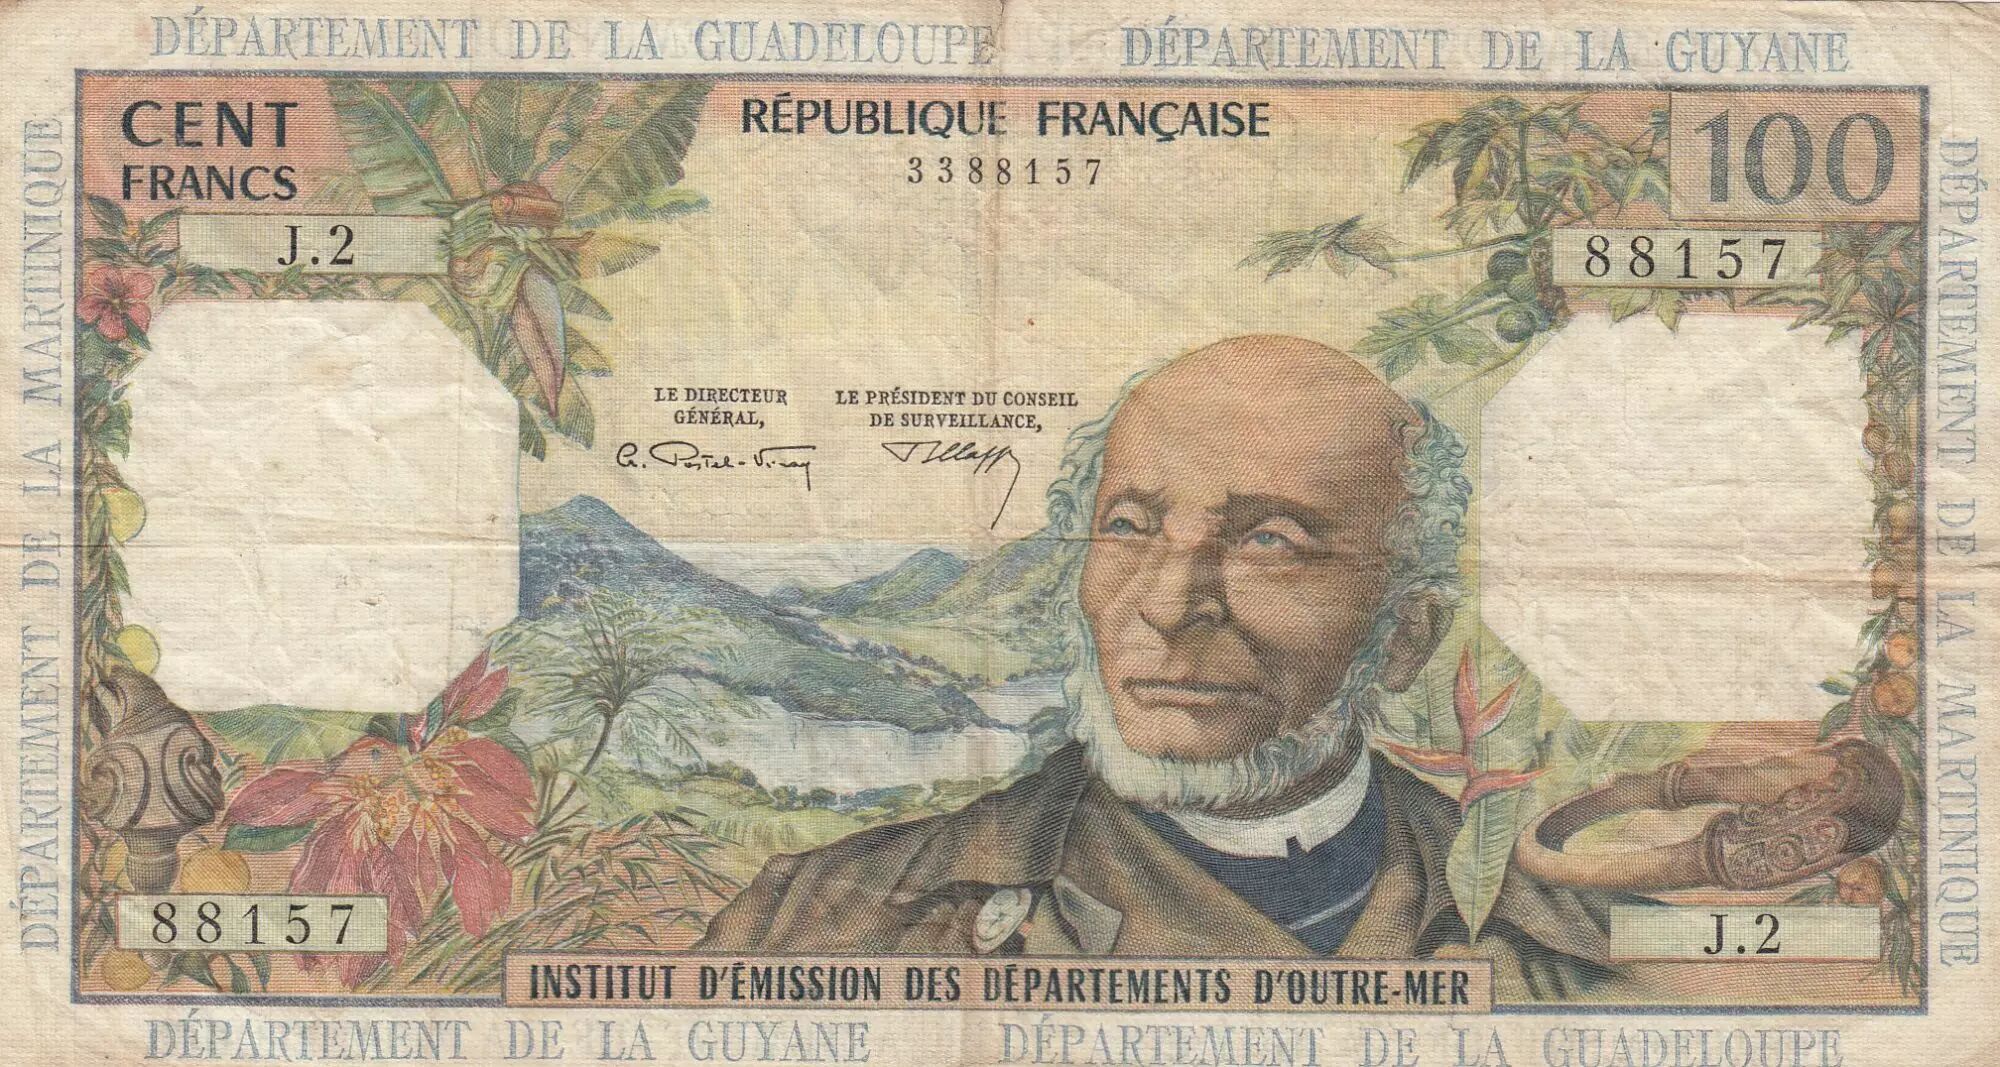 DÉPARTEMENT DE LA GUADELOUPE DÉPARTEMENT DE LA GUYANE
DÉPARTEMENT DE LA MARTINIQUE
CENT
FRANCS
J.2
RÉPUBLIQUE FRANÇAISE
3388157
100
88157
LE DIRECTEUR
GÉNÉRAL,
LE PRÉSIDENT DU CONSEIL
DE SURVEILLANCE,
A. Postel-Vinay
88157
J.2
INSTITUT D'ÉMISSION DES DÉPARTEMENTS D'OUTRE-MER
DÉPARTEMENT DE LA MARTINIQUE
DÉPARTEMENT DE LA GUYANE DÉPARTEMENT DE LA GUADELOUPE